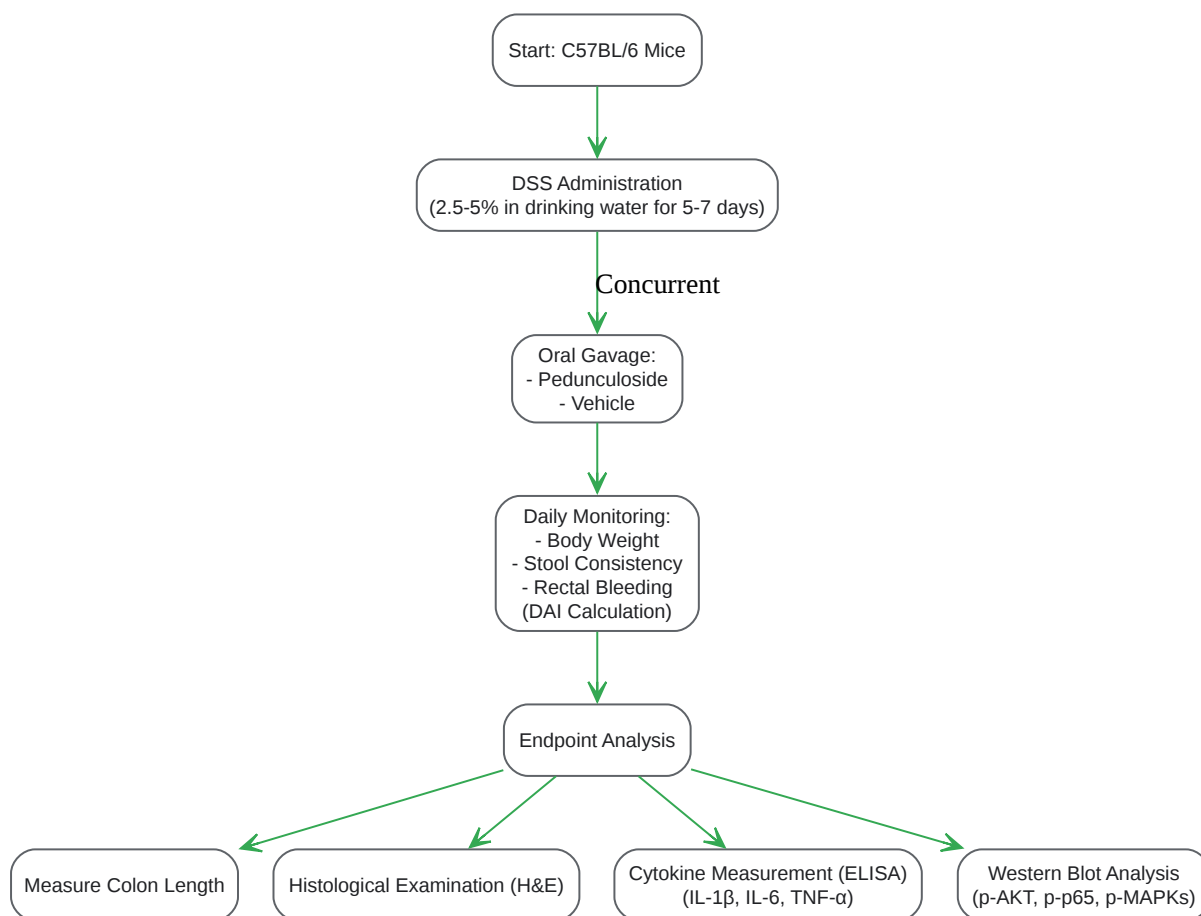 Start: C57BL/6 Mice
DSS Administration
(2.5-5% in drinking water for 5-7 days)
Concurrent
Oral Gavage:
- Pedunculoside
- Vehicle
Daily Monitoring:
- Body Weight
- Stool Consistency
- Rectal Bleeding
(DAI Calculation)
Endpoint Analysis
Measure Colon Length
Histological Examination (H&E)
Cytokine Measurement (ELISA)
(IL-1β, IL-6, TNF-α)
Western Blot Analysis
(p-AKT, p-p65, p-MAPKs)